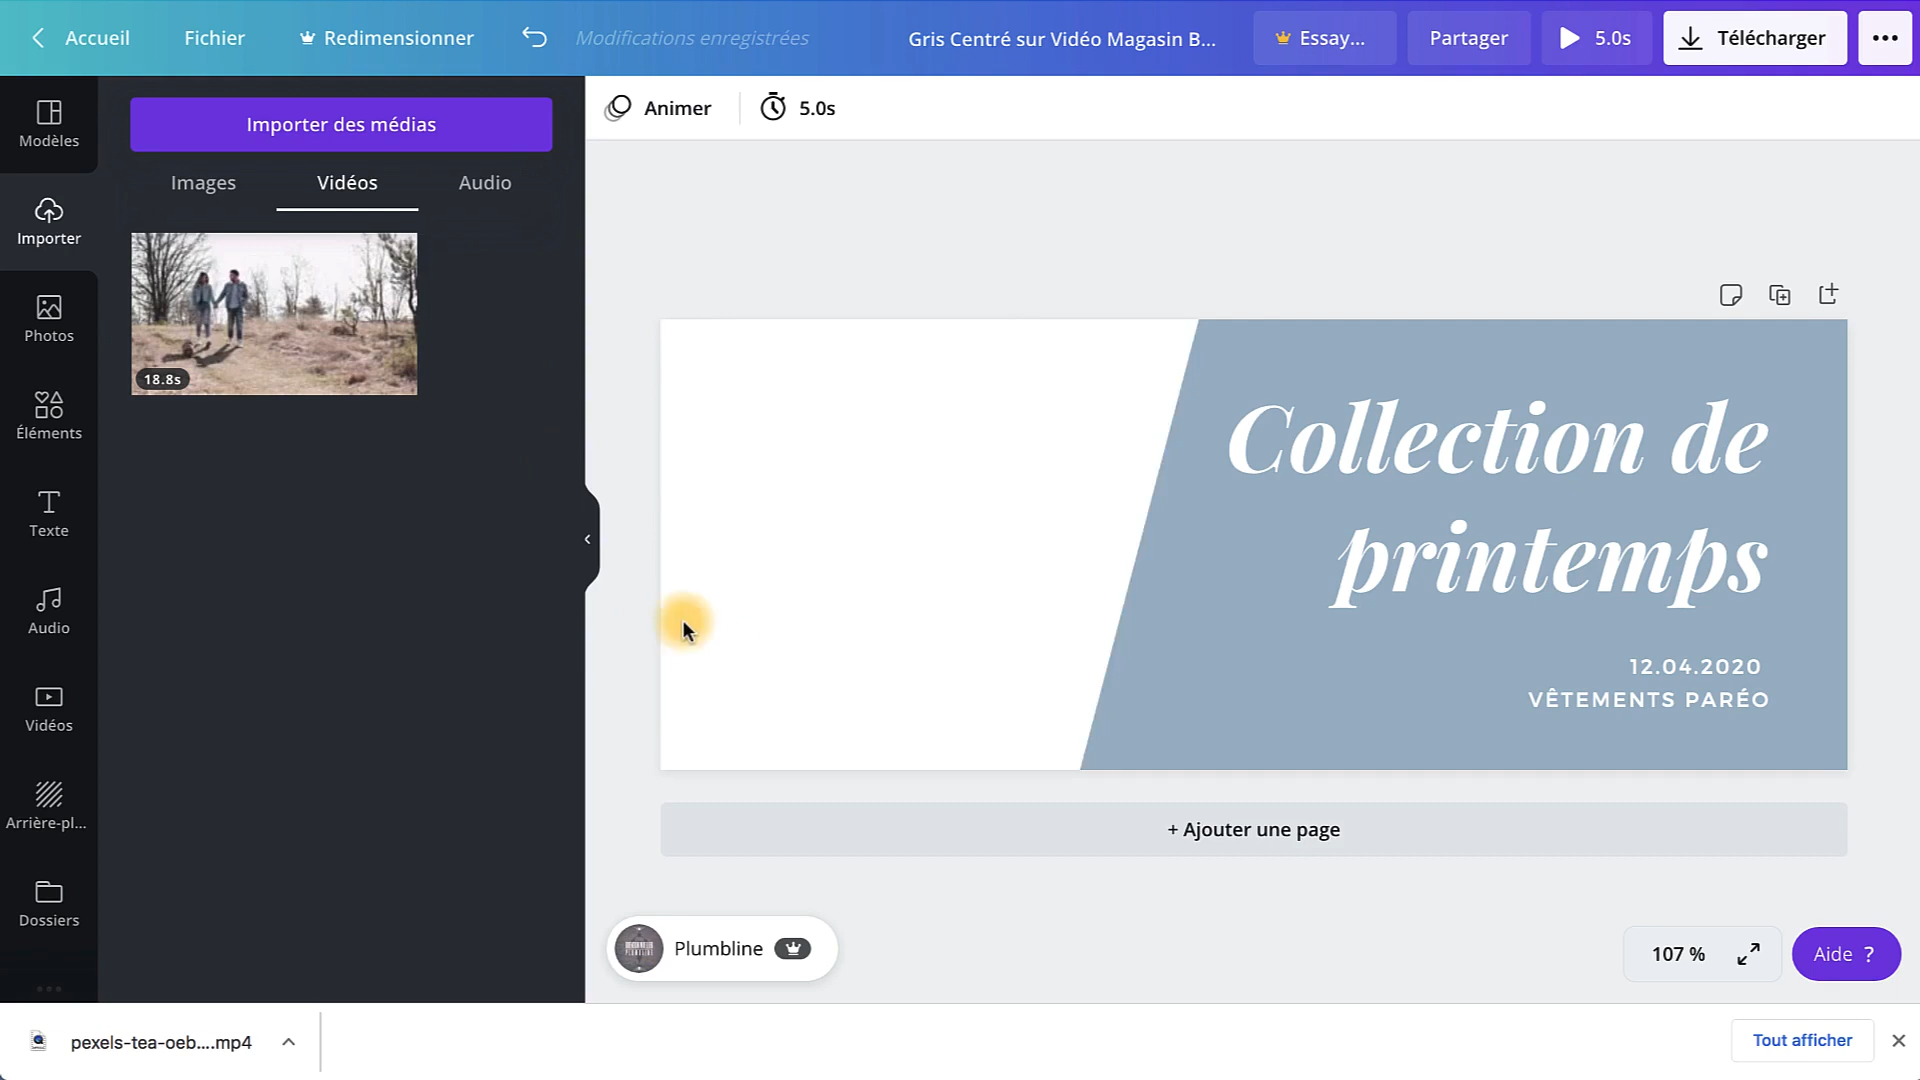 Accueil
Fichier
Redimensionner
Modifications enregistrées
Gris Centré sur Vidéo Magasin B...
Essay...
Partager
5.0s
Télécharger
Modèles
Importer
Photos
Éléments
Texte
Audio
Vidéos
Arrière-pl...
Dossiers
Importer des médias
Images
Vidéos
Audio
18.8s
Animer
5.0s
Collection de
printemps
12.04.2020
VÊTEMENTS PARÉO
+ Ajouter une page
Plumbline
107 %
Aide ?
pexels-tea-oeb....mp4
Tout afficher